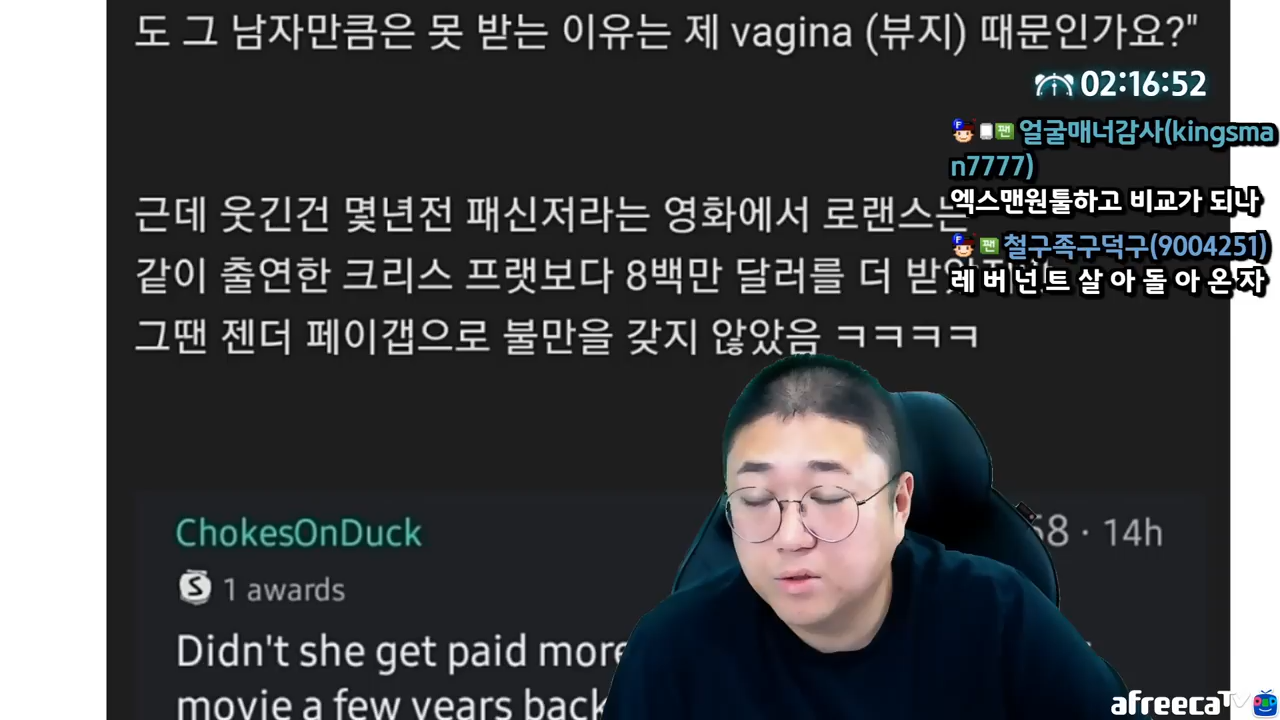 도 그 남자만큼은 못 받는 이유는 제 vagina (뷰지) 때문인가요?"
02:16:52
얼굴매너감사(kingsma
n7777)
엑스맨원툴하고 비교가 되나
철구족구덕구(9004251)
레 버 넌 트 살 아 돌 아 온 자
근데 웃긴건 몇년전 패신저라는 영화에서 로랜스는
같이 출연한 크리스 프랫보다 8백만 달러를 더 받
그땐 젠더 페이갭으로 불만을 갖지 않았음 ㅋㅋㅋㅋ
ChokesOnDuck
58 · 14h
1 awards
Didn't she get paid more
movie a few years back
afreecaTV